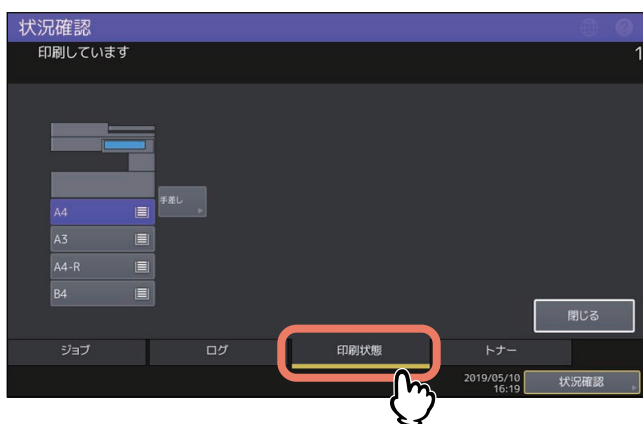 状況確認
印刷しています
1
手差し
A4
A3
A4-R
B4
閉じる
ジョブ
ログ
印刷状態
トナー
2019/05/10
16:19
状況確認